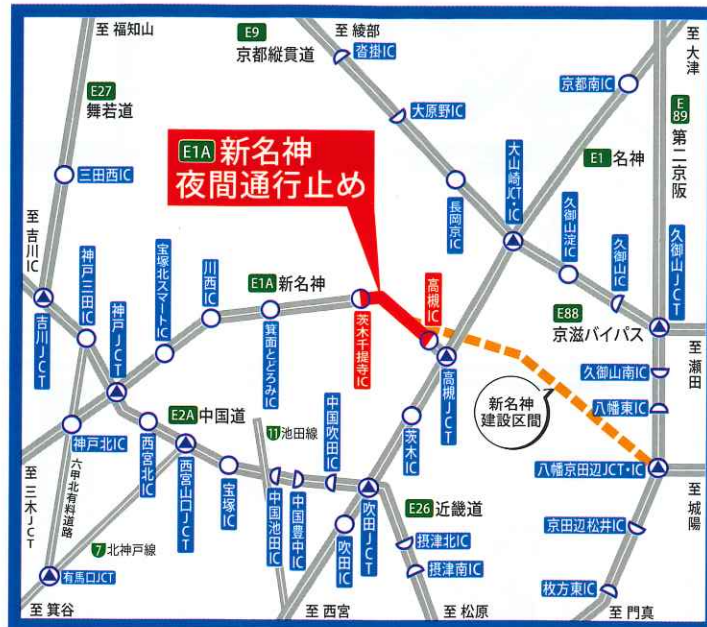 至 福知山
E9
京都縦貫道
至 綾部
沓掛IC
至 大津
E27
舞若道
大原野IC
京都南IC
E89
第二京阪
E1A 新名神
夜間通行止め
大山崎JCT・IC
E1 名神
三田西IC
長岡京IC
久御山淀IC
久御山IC
久御山JCT
至 吉川IC
神戸三田IC
宝塚北スマートIC
川西IC
E1A 新名神
高槻IC
E88
京滋バイパス
吉川JCT
神戸JCT
箕面とどろみIC
茨木千提寺IC
高槻JCT
至 瀬田
久御山南IC
新名神
建設区間
八幡東IC
E2A 中国道
11 池田線
中国吹田IC
茨木IC
神戸北IC
西宮北IC
西宮山口JCT
宝塚IC
八幡京田辺JCT・IC
至 三木JCT
六甲北有料道路
中国池田IC
中国豊中IC
吹田IC
吹田JCT
E26 近畿道
至 城陽
京田辺松井IC
7 北神戸線
摂津北IC
有馬口JCT
摂津南IC
枚方東IC
至 箕谷
至 西宮
至 松原
至 門真